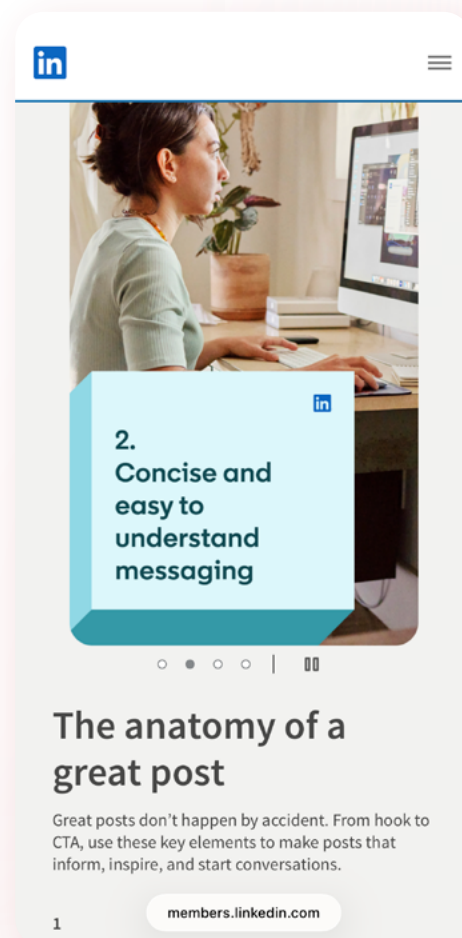 in
in
2.
Concise and
easy to
understand
messaging
The anatomy of a
great post
Great posts don’t happen by accident. From hook to
CTA, use these key elements to make posts that
inform, inspire, and start conversations.
1
members.linkedin.com